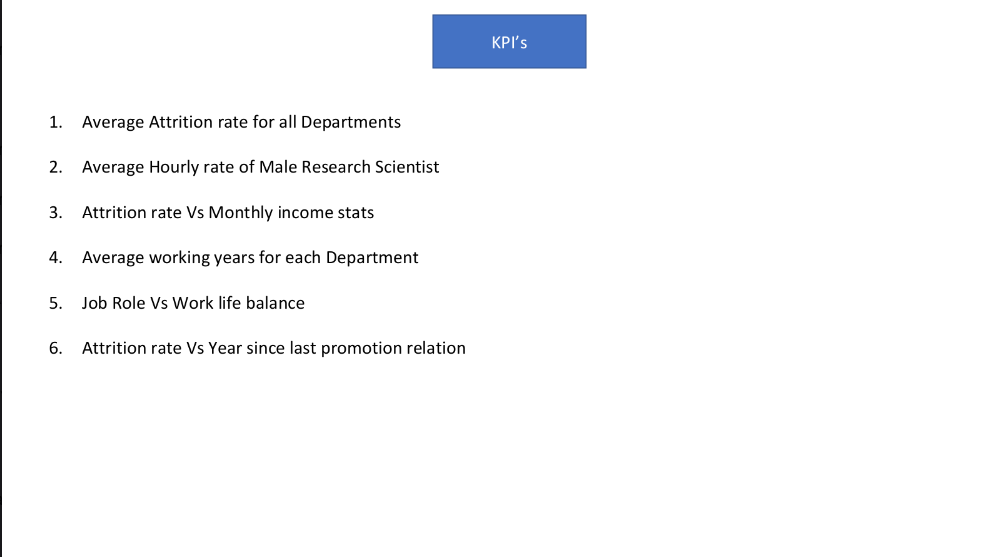 KPI’s
1. Average Attrition rate for all Departments
2. Average Hourly rate of Male Research Scientist
3. Attrition rate Vs Monthly income stats
4. Average working years for each Department
5. Job Role Vs Work life balance
6. Attrition rate Vs Year since last promotion relation